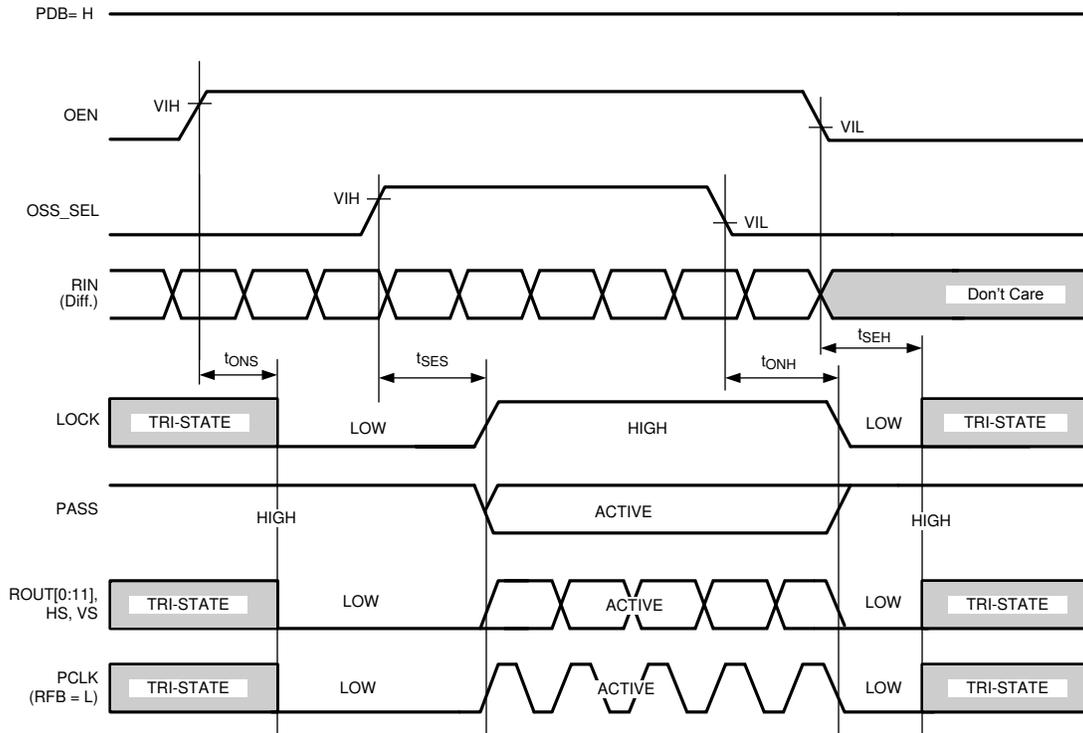 PDB= H
OEN
VIH
VIL
OSS_SEL
VIH
VIL
RIN
(Diff.)
Don't Care
tONS
tSES
tONH
tSEH
LOCK
TRI-STATE
LOW
HIGH
LOW
TRI-STATE
PASS
HIGH
ACTIVE
HIGH
ROUT[0:11],
HS, VS
TRI-STATE
LOW
ACTIVE
LOW
TRI-STATE
PCLK
(RFB = L)
TRI-STATE
LOW
ACTIVE
LOW
TRI-STATE